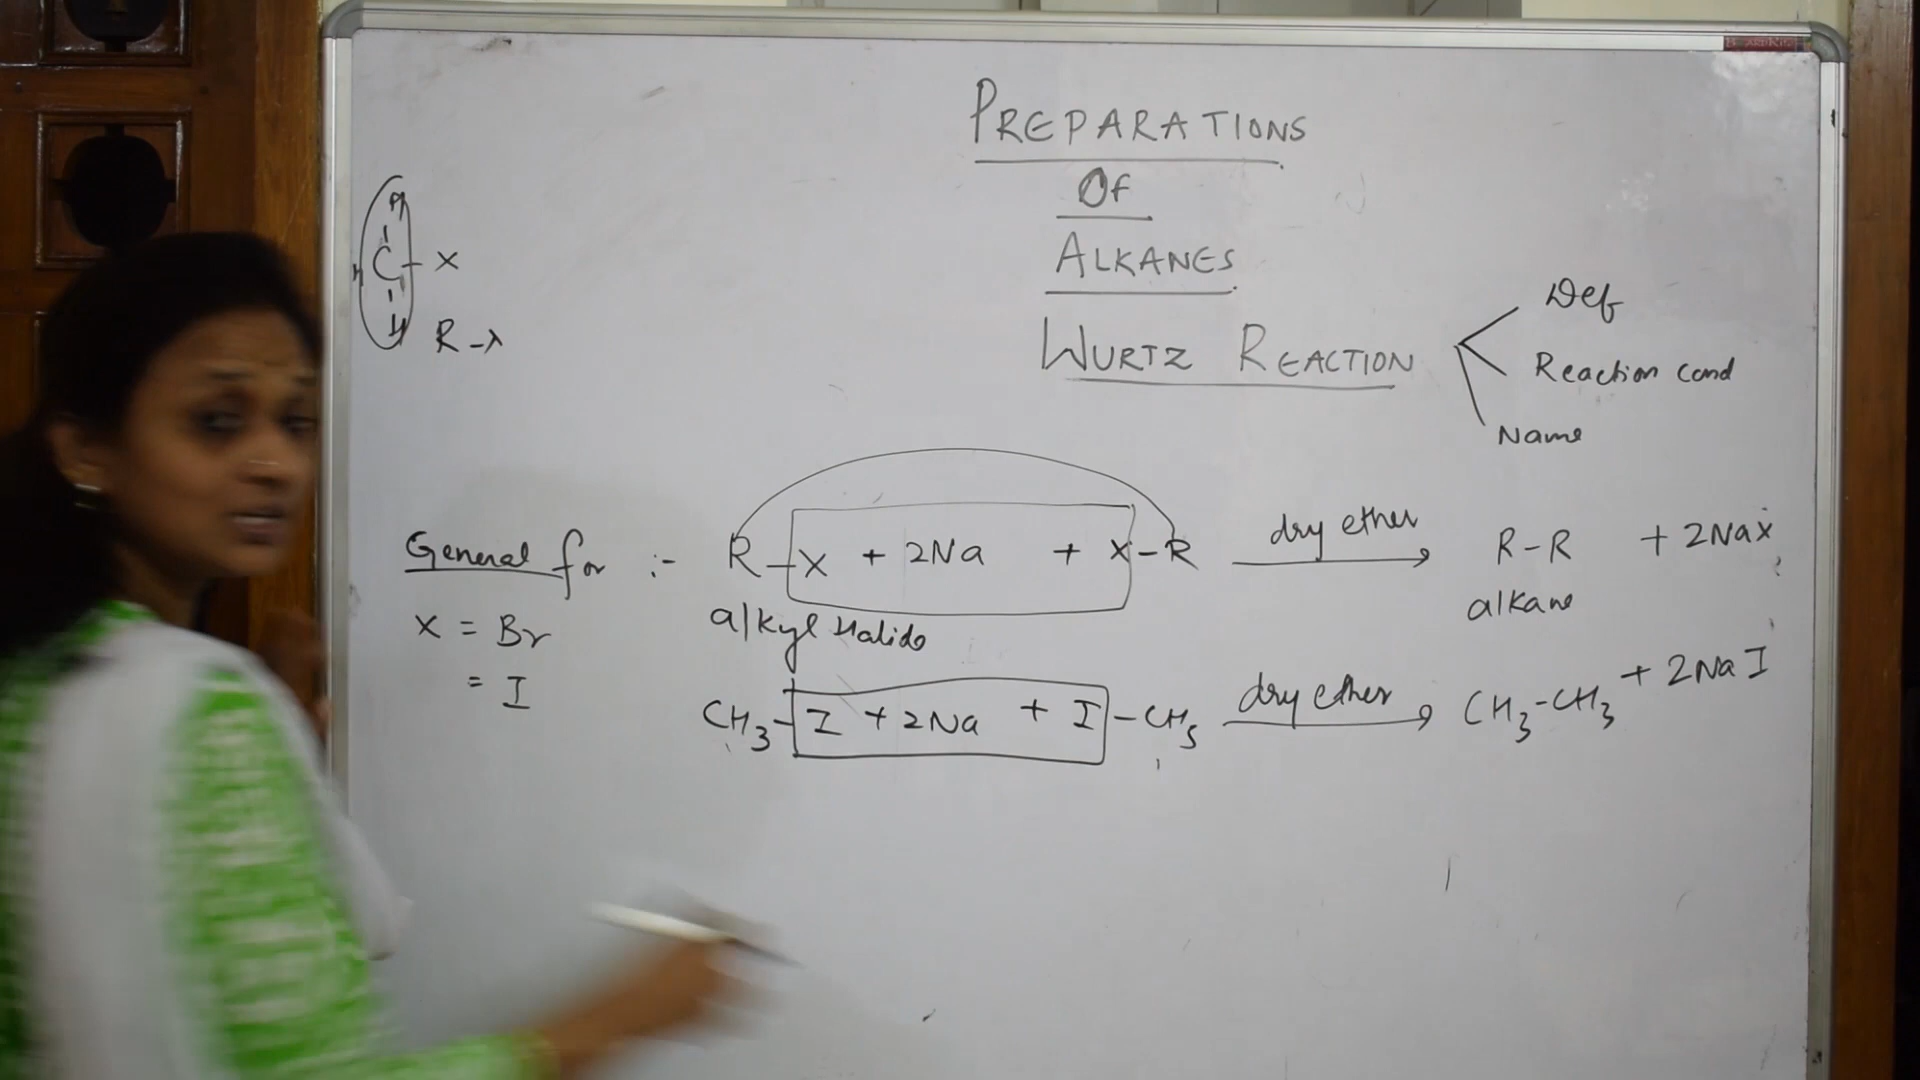 PREPARATIONS
Of
ALKANES
WURTZ REACTION
Def
Reaction cond
Name
H
C - X
H
R - X
General for :- R - X + 2Na + X - R dry ether R - R + 2NaX
alkyl Halide alkane
X = Br
= I
CH3 - I + 2Na + I - CH3 dry ether CH3 - CH3 + 2NaI